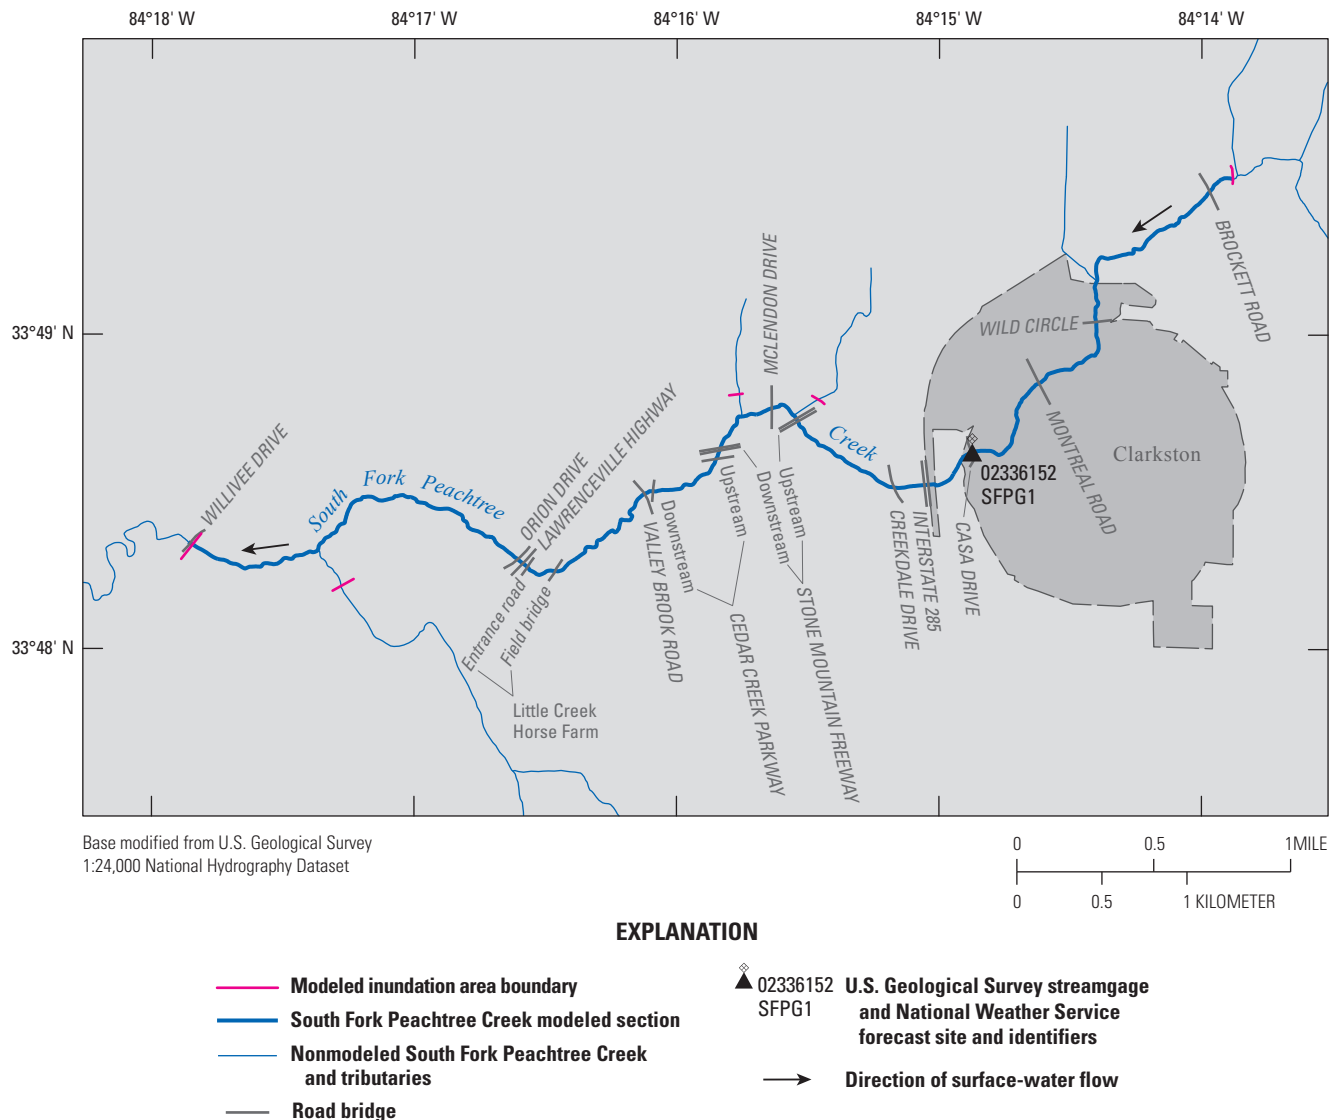 84°18' W
84°17' W
84°16' W
84°15' W
84°14' W
33°49' N
33°48' N
BROCKETT ROAD
WILD CIRCLE
MONTREAL ROAD
Clarkston
02336152
SFPG1
CASA DRIVE
INTERSTATE 285
CREEKDALE DRIVE
MCLENDON DRIVE
Creek
Upstream
Downstream
STONE MOUNTAIN FREEWAY
Upstream
Downstream
CEDAR CREEK PARKWAY
VALLEY BROOK ROAD
LAWRENCEVILLE HIGHWAY
ORION DRIVE
Entrance road
Field bridge
Little Creek
Horse Farm
South Fork Peachtree
WILLIVEE DRIVE
Base modified from U.S. Geological Survey
1:24,000 National Hydrography Dataset
0 0.5 1 MILE
0 0.5 1 KILOMETER
EXPLANATION
Modeled inundation area boundary
South Fork Peachtree Creek modeled section
Nonmodeled South Fork Peachtree Creek
and tributaries
Road bridge
02336152
SFPG1
U.S. Geological Survey streamgage
and National Weather Service
forecast site and identifiers
Direction of surface-water flow